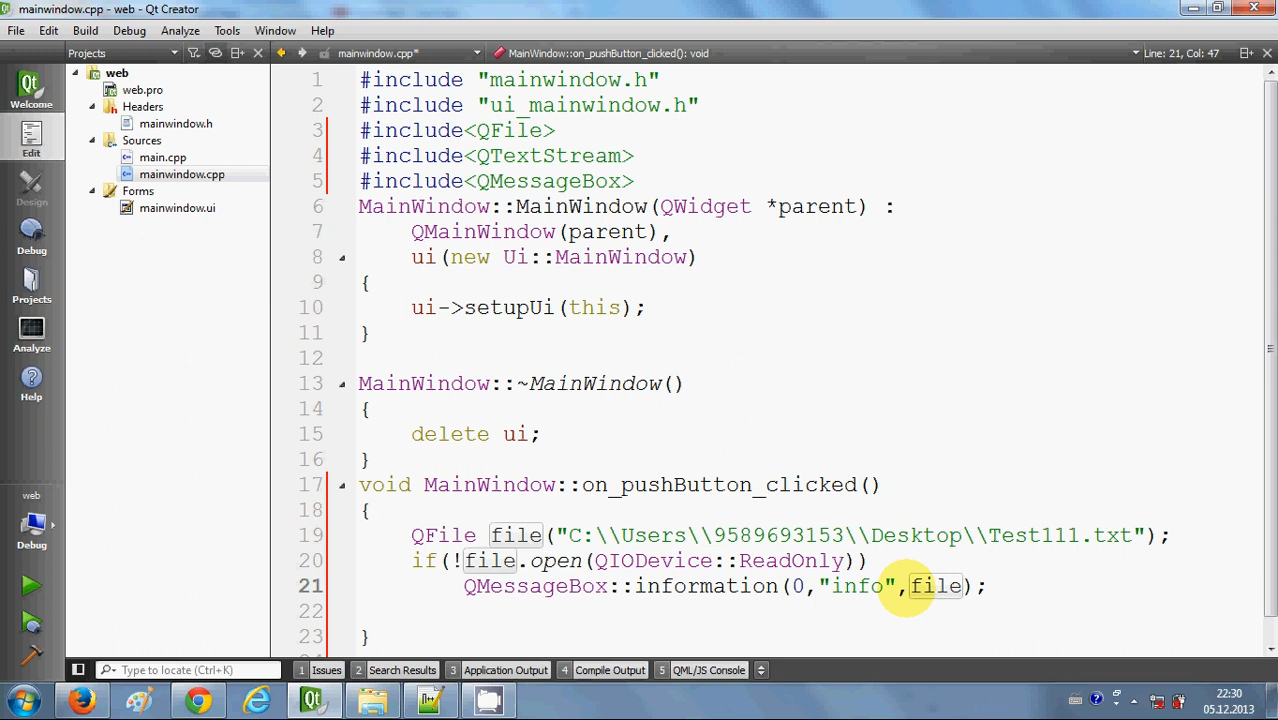 mainwindow.cpp - web - Qt Creator
File Edit Build Debug Analyze Tools Window Help
Projects mainwindow.cpp* MainWindow::on_pushButton_clicked(): void Line: 21, Col: 47
Welcome
Edit
Design
Debug
Projects
Analyze
Help
web
Debug
web
web.pro
Headers
mainwindow.h
Sources
main.cpp
mainwindow.cpp
Forms
mainwindow.ui
1 #include "mainwindow.h"
2 #include "ui_mainwindow.h"
3 #include<QFile>
4 #include<QTextStream>
5 #include<QMessageBox>
6 MainWindow::MainWindow(QWidget *parent) :
7 QMainWindow(parent),
8 ui(new Ui::MainWindow)
9 {
10 ui->setupUi(this);
11 }
12
13 MainWindow::~MainWindow()
14 {
15 delete ui;
16 }
17 void MainWindow::on_pushButton_clicked()
18 {
19 QFile file("C:\\Users\\9589693153\\Desktop\\Test111.txt");
20 if(!file.open(QIODevice::ReadOnly))
21 QMessageBox::information(0,"info",file);
22
23 }
Type to locate (Ctrl+K) 1 Issues 2 Search Results 3 Application Output 4 Compile Output 5 QML/JS Console
22:30
05.12.2013